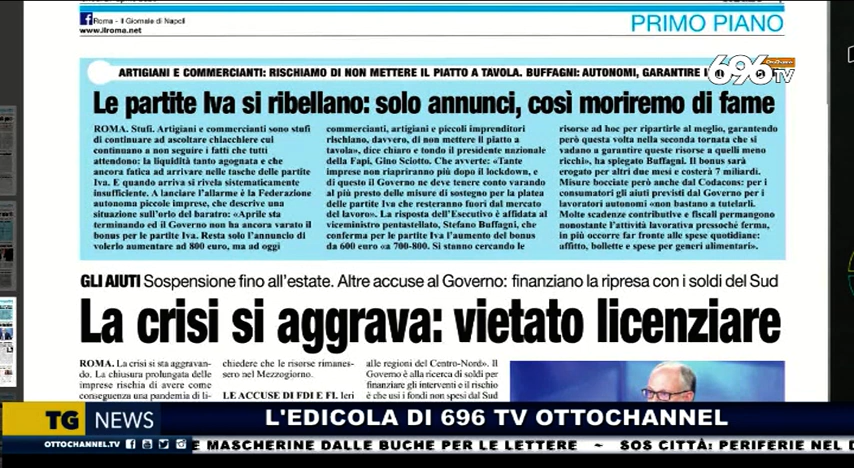 Roma - Il Giornale di Napoli
www.ilroma.net
PRIMO PIANO
696 TV
ARTIGIANI E COMMERCIANTI: RISCHIAMO DI NON METTERE IL PIATTO A TAVOLA. BUFFAGNI: AUTONOMI, GARANTIRE
Le partite Iva si ribellano: solo annunci, così moriremo di fame
ROMA. Stufi. Artigiani e commercianti sono stufi
di continuare ad ascoltare chiacchiere cui
continuano a non seguire i fatti che tutti
attendono: la liquidità tanto agognata e che
ancora fatica ad arrivare nelle tasche delle partite
Iva. E quando arriva si rivela sistematicamente
insufficiente. A lanciare l'allarme è la Federazione
autonoma piccole imprese, che descrive una
situazione sull'orlo del baratro: «Aprile sta
terminando ed il Governo non ha ancora varato il
bonus per le partite Iva. Resta solo l'annuncio di
volerlo aumentare ad 800 euro, ma ad oggi
commercianti, artigiani e piccoli imprenditori
rischiano, davvero, di non mettere il piatto a
tavola», dice chiaro e tondo il presidente nazionale
della Fapi, Gino Sciotto. Che avverte: «Tante
imprese non riapriranno più dopo il lockdown, e
di questo il Governo ne deve tenere conto varando
al più presto delle misure di sostegno per la platea
delle partite Iva che resteranno fuori dal mercato
del lavoro». La risposta dell'Esecutivo è affidata al
viceministro pentastellato, Stefano Buffagni, che
conferma per le partite Iva l'aumento del bonus
da 600 euro «a 700-800. Si stanno cercando le
risorse ad hoc per ripartirle al meglio, garantendo
però questa volta nella seconda tornata che si
vadano a garantire queste risorse a quelli meno
ricchi», ha spiegato Buffagni. Il bonus sarà
erogato per altri due mesi e costerà 7 miliardi.
Misure bocciate però anche dal Codacons: per i
consumatori gli aiuti previsti dal Governo per i
lavoratori autonomi «non bastano a tutelarli.
Molte scadenze contributive e fiscali permangono
nonostante l'attività lavorativa pressoché ferma,
in più occorre far fronte alle spese quotidiane:
affitto, bollette e spese per generi alimentari».
GLI AIUTI Sospensione fino all'estate. Altre accuse al Governo: finanziano la ripresa con i soldi del Sud
La crisi si aggrava: vietato licenziare
ROMA. La crisi si sta aggravan-
do. La chiusura prolungata delle
imprese rischia di avere come
conseguenza una pandemia di li-
chiedere che le risorse rimanes-
sero nel Mezzogiorno.
LE ACCUSE DI FDI E FI. Ieri
alle regioni del Centro-Nord». Il
Governo è alla ricerca di soldi per
finanziare gli interventi e il rischio
è che usi i fondi non spesi dal Sud
TG NEWS
L'EDICOLA DI 696 TV OTTOCHANNEL
OTTOCHANNEL.TV
E MASCHERINE DALLE BUCHE PER LE LETTERE ~ SOS CITTÀ: PERIFERIE NEL